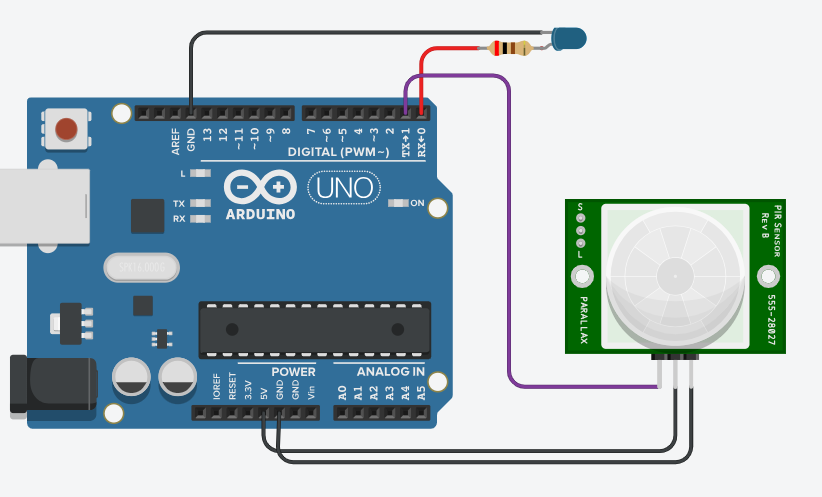 AREF
GND
13
12
~11
~10
~9
8
7
~6
~5
4
~3
2
TX→1
RX←0
DIGITAL (PWM~)
L
TX
RX
UNO
ARDUINO
ON
POWER
ANALOG IN
IOREF
RESET
3.3V
5V
GND
GND
Vin
A0
A1
A2
A3
A4
A5
S
L
PARALLAX
PIR SENSOR
REV B
555-28027